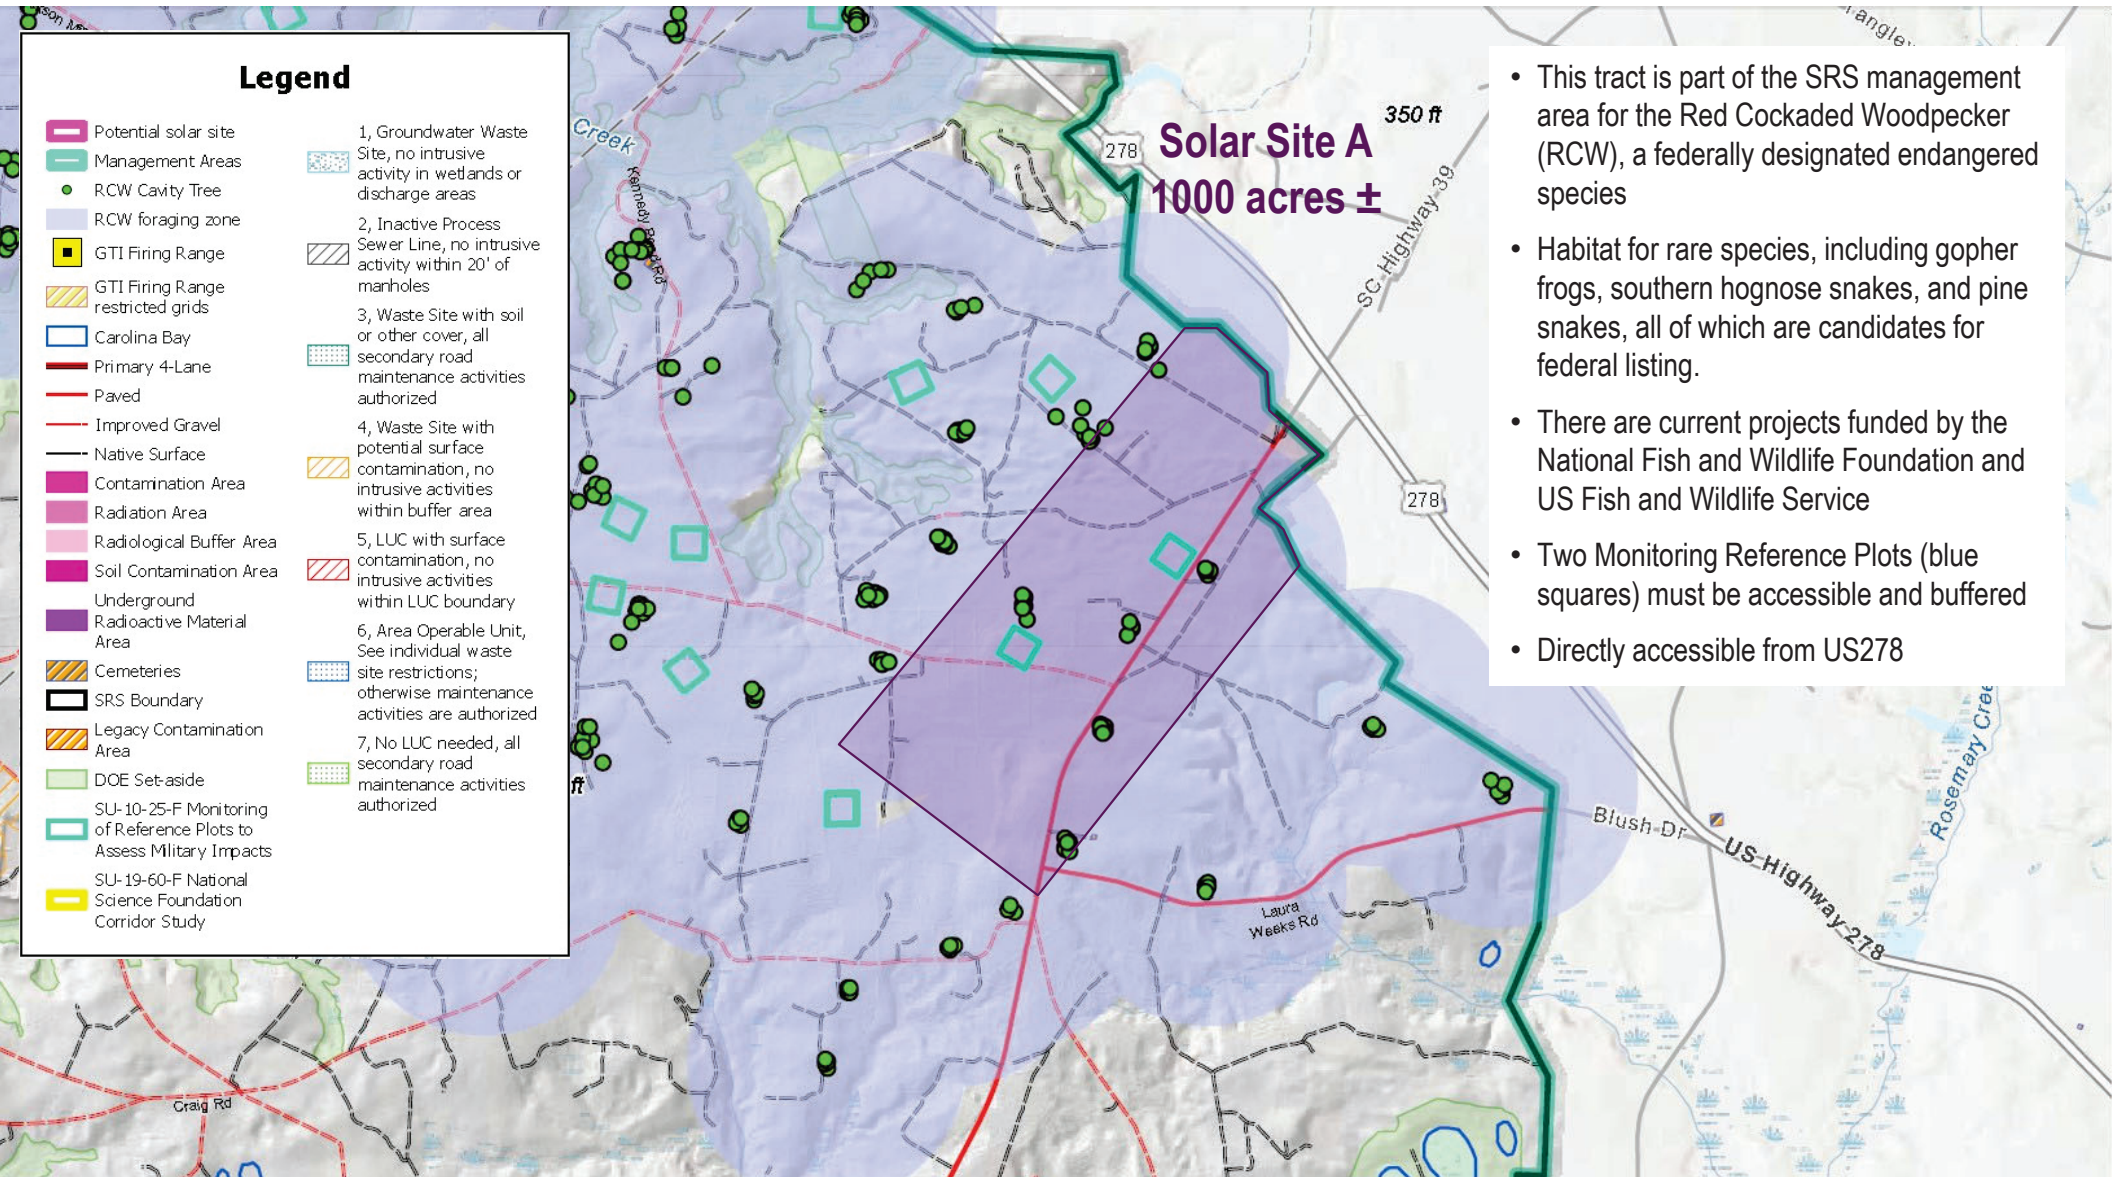 Legend
Potential solar site
Management Areas
RCW Cavity Tree
RCW foraging zone
GTI Firing Range
GTI Firing Range
restricted grids
Carolina Bay
Primary 4-Lane
Paved
Improved Gravel
Native Surface
Contamination Area
Radiation Area
Radiological Buffer Area
Soil Contamination Area
Underground
Radioactive Material
Area
Cemeteries
SRS Boundary
Legacy Contamination
Area
DOE Set-aside
SU-10-25-F Monitoring
of Reference Plots to
Assess Military Impacts
SU-19-60-F National
Science Foundation
Corridor Study
1, Groundwater Waste
Site, no intrusive
activity in wetlands or
discharge areas
2, Inactive Process
Sewer Line, no intrusive
activity within 20' of
manholes
3, Waste Site with soil
or other cover, all
secondary road
maintenance activities
authorized
4, Waste Site with
potential surface
contamination, no
intrusive activities
within buffer area
5, LUC with surface
contamination, no
intrusive activities
within LUC boundary
6, Area Operable Unit,
See individual waste
site restrictions;
otherwise maintenance
activities are authorized
7, No LUC needed, all
secondary road
maintenance activities
authorized
Creek
278
Solar Site A
1000 acres ±
350 ft
SC Highway 39
278
ft
Laura
Weeks Rd
Blush Dr
US Highway 278
Craig Rd
• This tract is part of the SRS management
area for the Red Cockaded Woodpecker
(RCW), a federally designated endangered
species
• Habitat for rare species, including gopher
frogs, southern hognose snakes, and pine
snakes, all of which are candidates for
federal listing.
• There are current projects funded by the
National Fish and Wildlife Foundation and
US Fish and Wildlife Service
• Two Monitoring Reference Plots (blue
squares) must be accessible and buffered
• Directly accessible from US278